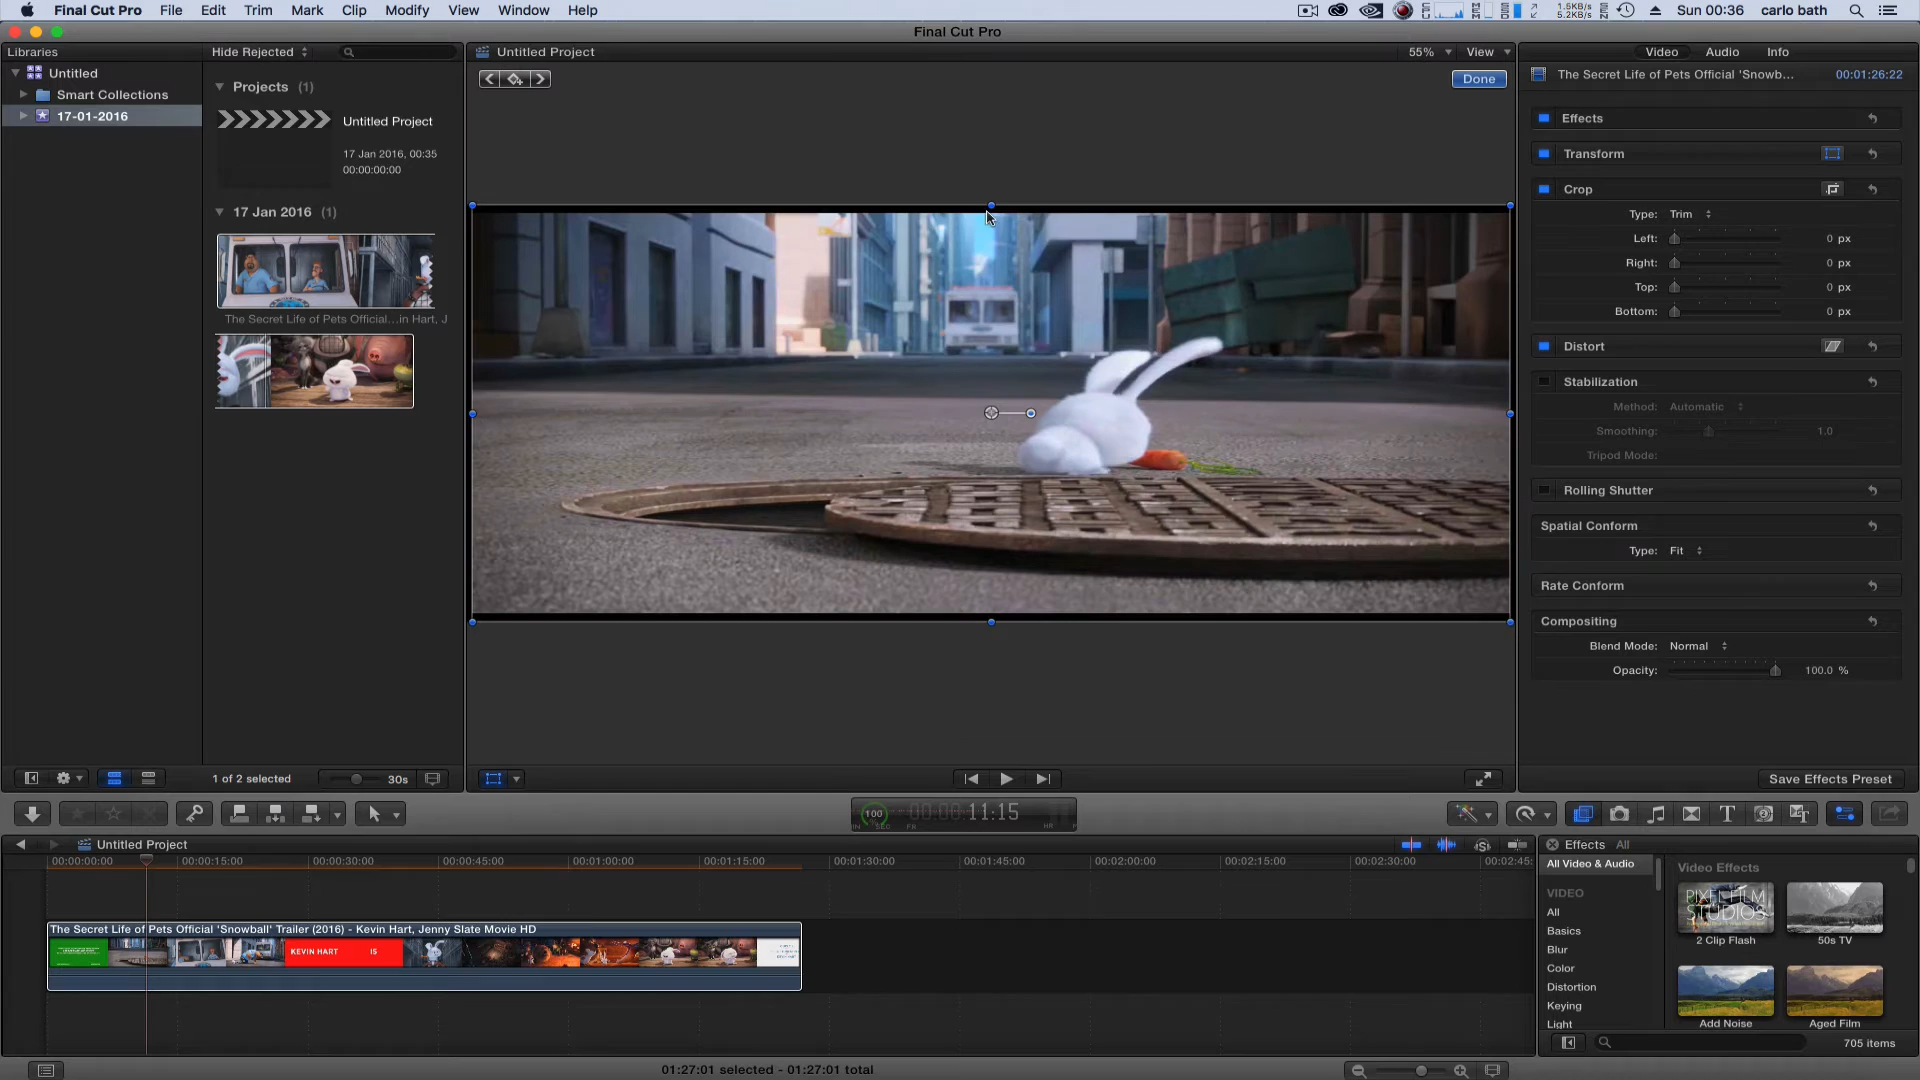 Final Cut Pro File Edit Trim Mark Clip Modify View Window Help
1.5KB/s
5.2KB/s
Sun 00:36 carlo bath
Final Cut Pro
Libraries
Hide Rejected
Untitled Project
55% View
Video Audio Info
Untitled
Smart Collections
17-01-2016
Projects (1)
Untitled Project
17 Jan 2016, 00:35
00:00:00:00
17 Jan 2016 (1)
The Secret Life of Pets Official...in Hart, J
Done
The Secret Life of Pets Official 'Snowb... 00:01:26:22
Effects
Transform
Crop
Type: Trim
Left: 0 px
Right: 0 px
Top: 0 px
Bottom: 0 px
Distort
Stabilization
Method: Automatic
Smoothing: 1.0
Tripod Mode:
Rolling Shutter
Spatial Conform
Type: Fit
Rate Conform
Compositing
Blend Mode: Normal
Opacity: 100.0 %
1 of 2 selected
30s
Save Effects Preset
100
00:00:11:15
HR SEC FR
Untitled Project
00:00:00:00 00:00:15:00 00:00:30:00 00:00:45:00 00:01:00:00 00:01:15:00 00:01:30:00 00:01:45:00 00:02:00:00 00:02:15:00 00:02:30:00 00:02:45:
The Secret Life of Pets Official 'Snowball' Trailer (2016) - Kevin Hart, Jenny Slate Movie HD
KEVIN HART IS
Effects All
All Video & Audio
VIDEO
All
Basics
Blur
Color
Distortion
Keying
Light
Video Effects
PIXEL FILM
STUDIOS
2 Clip Flash
50s TV
Add Noise
Aged Film
705 items
01:27:01 selected - 01:27:01 total